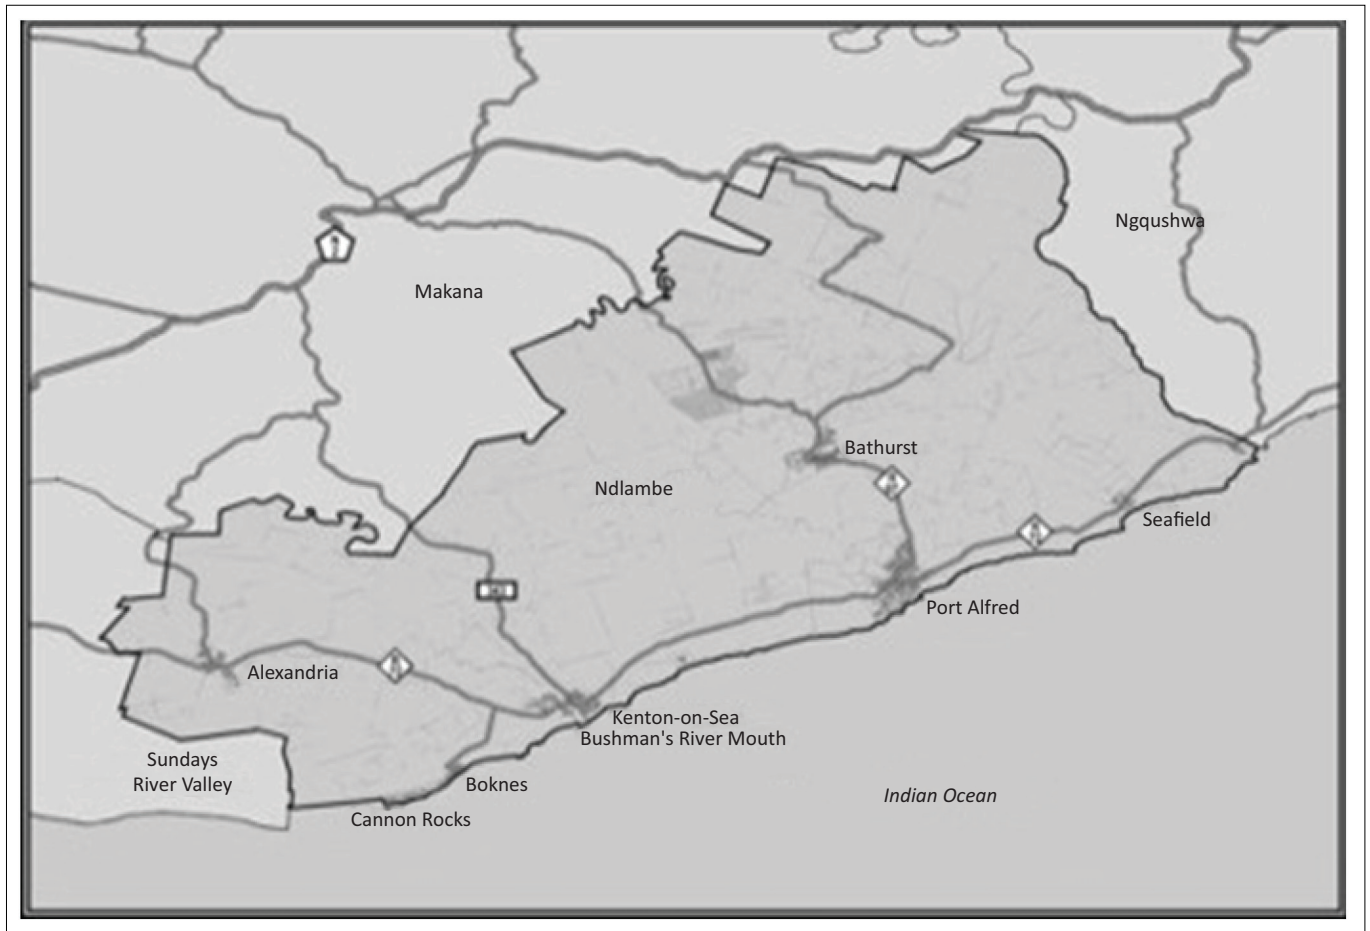 Ngqushwa
Makana
Bathurst
Ndlambe
Seafield
Port Alfred
Alexandria
Kenton-on-Sea
Bushman's River Mouth
Sundays
River Valley
Boknes
Indian Ocean
Cannon Rocks